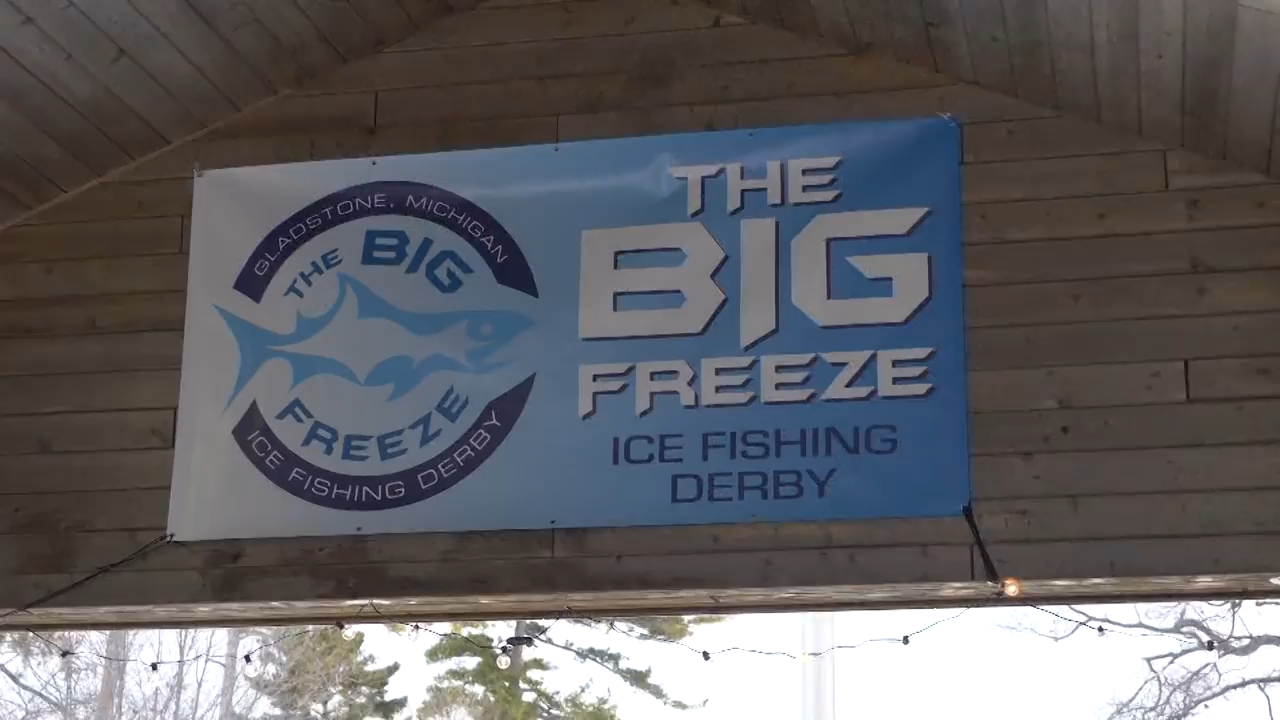 GLADSTONE, MICHIGAN
THE BIG
FREEZE
ICE FISHING DERBY
THE
BIG
FREEZE
ICE FISHING
DERBY